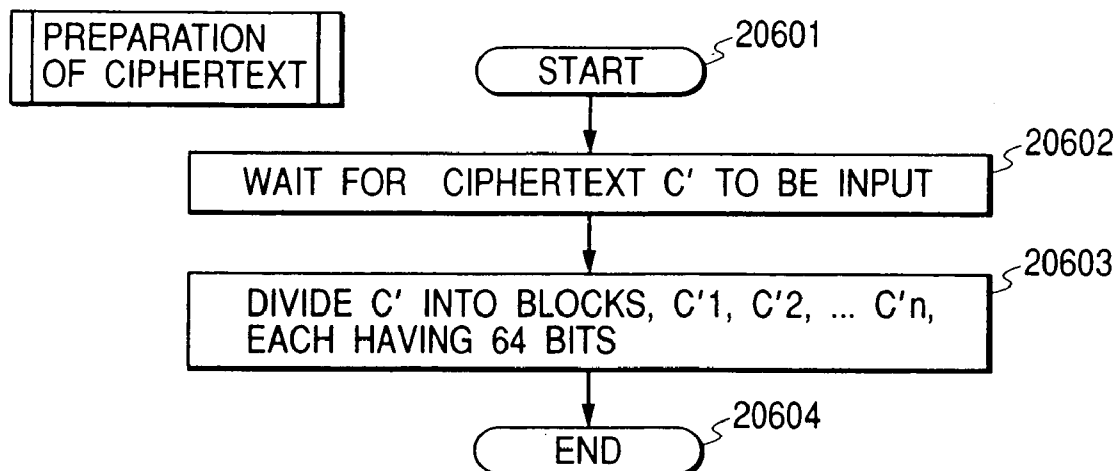 PREPARATION
OF CIPHERTEXT
20601
START
20602
WAIT FOR CIPHERTEXT C' TO BE INPUT
20603
DIVIDE C' INTO BLOCKS, C'1, C'2, ... C'n,
EACH HAVING 64 BITS
20604
END